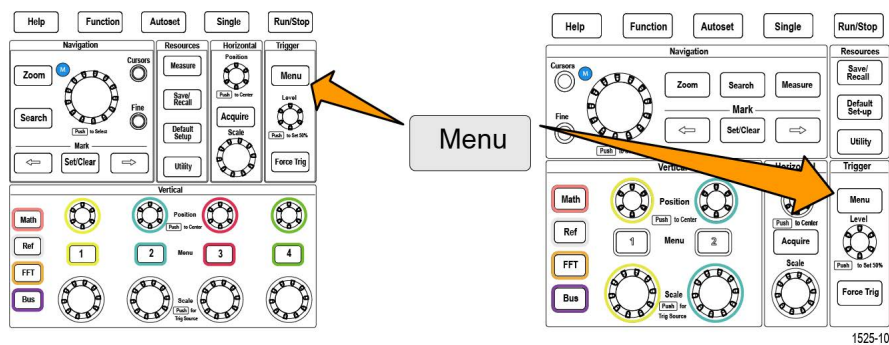 Help Function Autoset Single Run/Stop
Navigation Resources Horizontal Trigger
Cursors Measure Position Menu
Zoom M
Push to Center Level
Fine Save/
Recall
Search Acquire
Push to Select Default
Setup Scale Push to Set 50%
Mark
Set/Clear Utility Force Trig
Vertical
Math Position
Push to Center
Ref 1 2 Menu 3 4
FFT
Bus Scale
Push for
Trig Source
Menu
Help Function Autoset Single Run/Stop
Navigation Resources
Cursors M Save/
Recall
Zoom Search Measure
Mark Default
Set-up
Fine
Set/Clear Utility
Push
Trigger
Math Position Menu
Push to Center Push to Center Level
Ref 1 Menu 2 Acquire
FFT Scale Push to Set 50%
Bus Scale Force Trig
Push for
Trig Source
1525-10